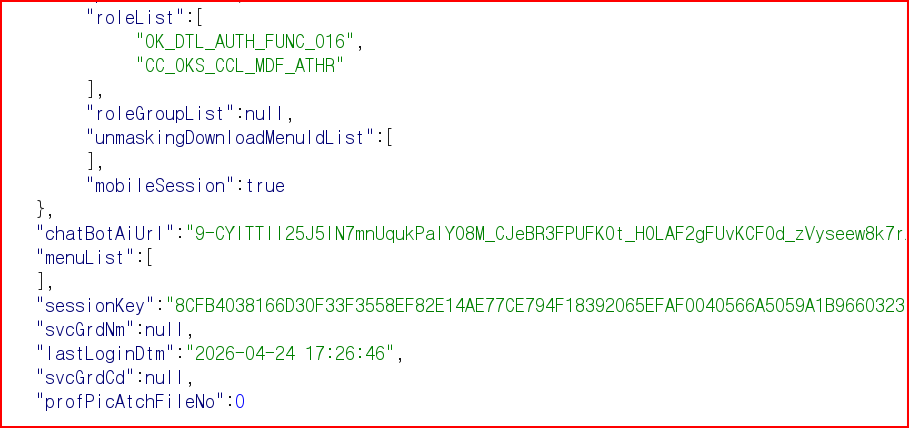 "roleList":[
"OK_DTL_AUTH_FUNC_016",
"CC_OKS_CCL_MDF_ATHR"
],
"roleGroupList":null,
"unmaskingDownloadMenuIdList":[
],
"mobileSession":true
},
"chatBotAiUrl":"9-CYlTTll25J5lN7mnUqukPalY08M_CJeBR3FPUFK0t_H0LAF2gFUvKCF0d_zVyseew8k7r
"menuList":[
],
"sessionKey":"8CFB4038166D30F33F3558EF82E14AE77CE794F18392065EFAF0040566A5059A1B9660323
"svcGrdNm":null,
"lastLoginDtm":"2026-04-24 17:26:46",
"svcGrdCd":null,
"profPicAtchFileNo":0